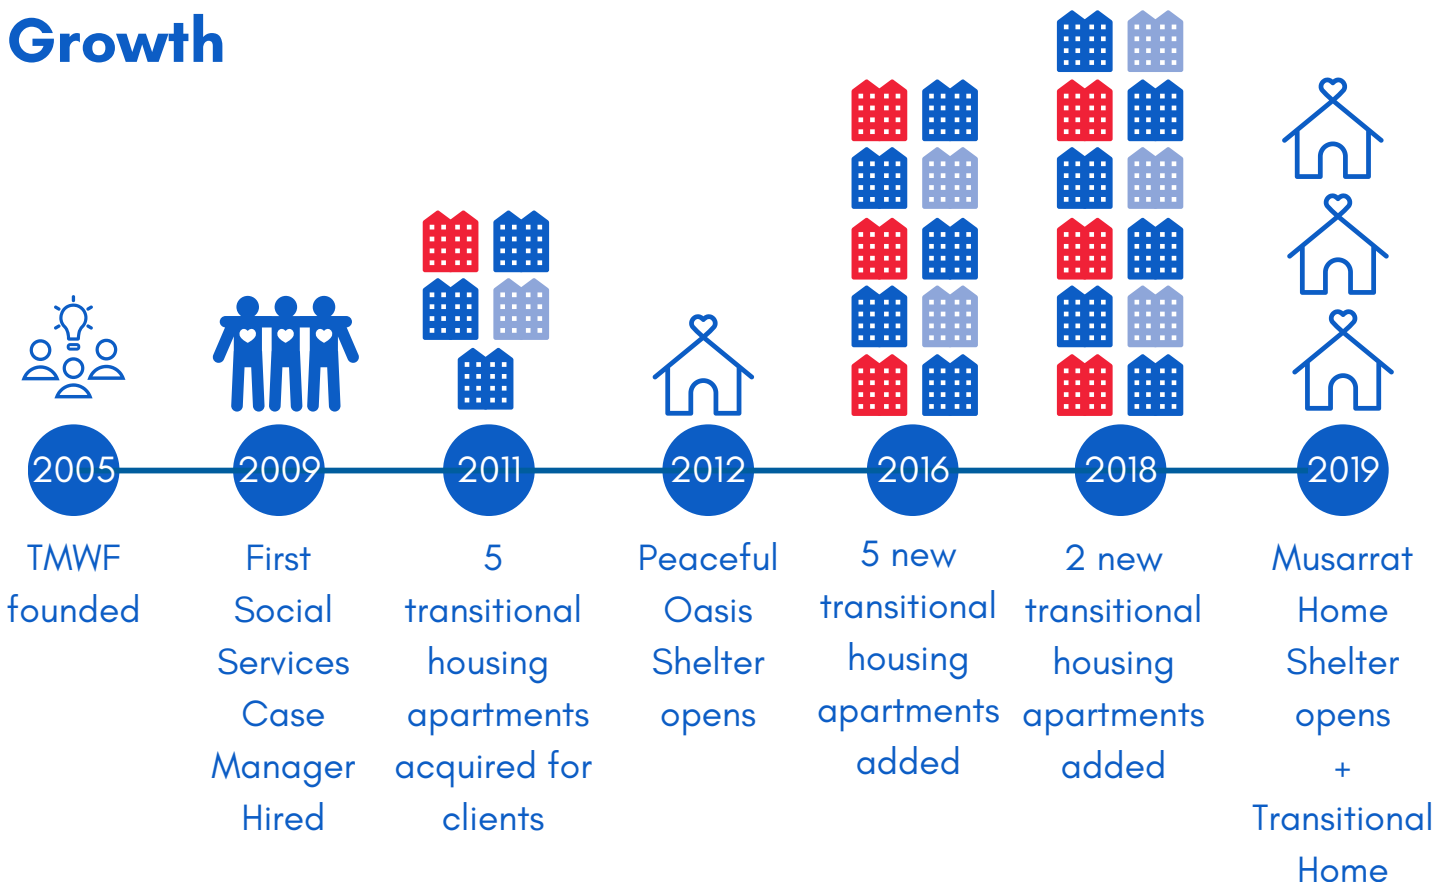 Growth
2005
2009
2011
2012
2016
2018
2019
TMWF
founded
First
Social
Services
Case
Manager
Hired
5
transitional
housing
apartments
acquired for
clients
Peaceful
Oasis
Shelter
opens
5 new
transitional
housing
apartments
added
2 new
transitional
housing
apartments
added
Musarrat
Home
Shelter
opens
+
Transitional
Home